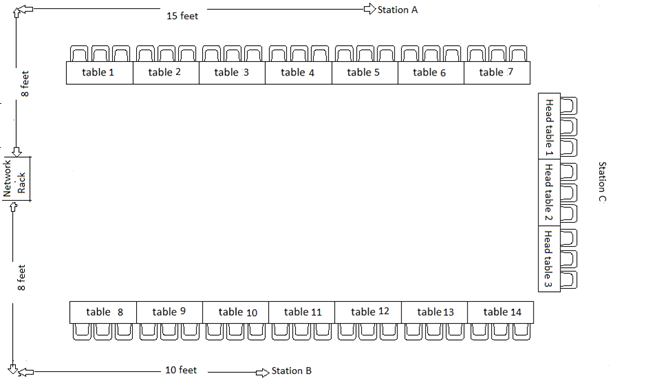 Station A
15 feet
8 feet
table 1 table 2 table 3 table 4 table 5 table 6 table 7
Head table 1
Head table 2
Head table 3
Station C
Network
Rack
8 feet
table 8 table 9 table 10 table 11 table 12 table 13 table 14
10 feet
Station B